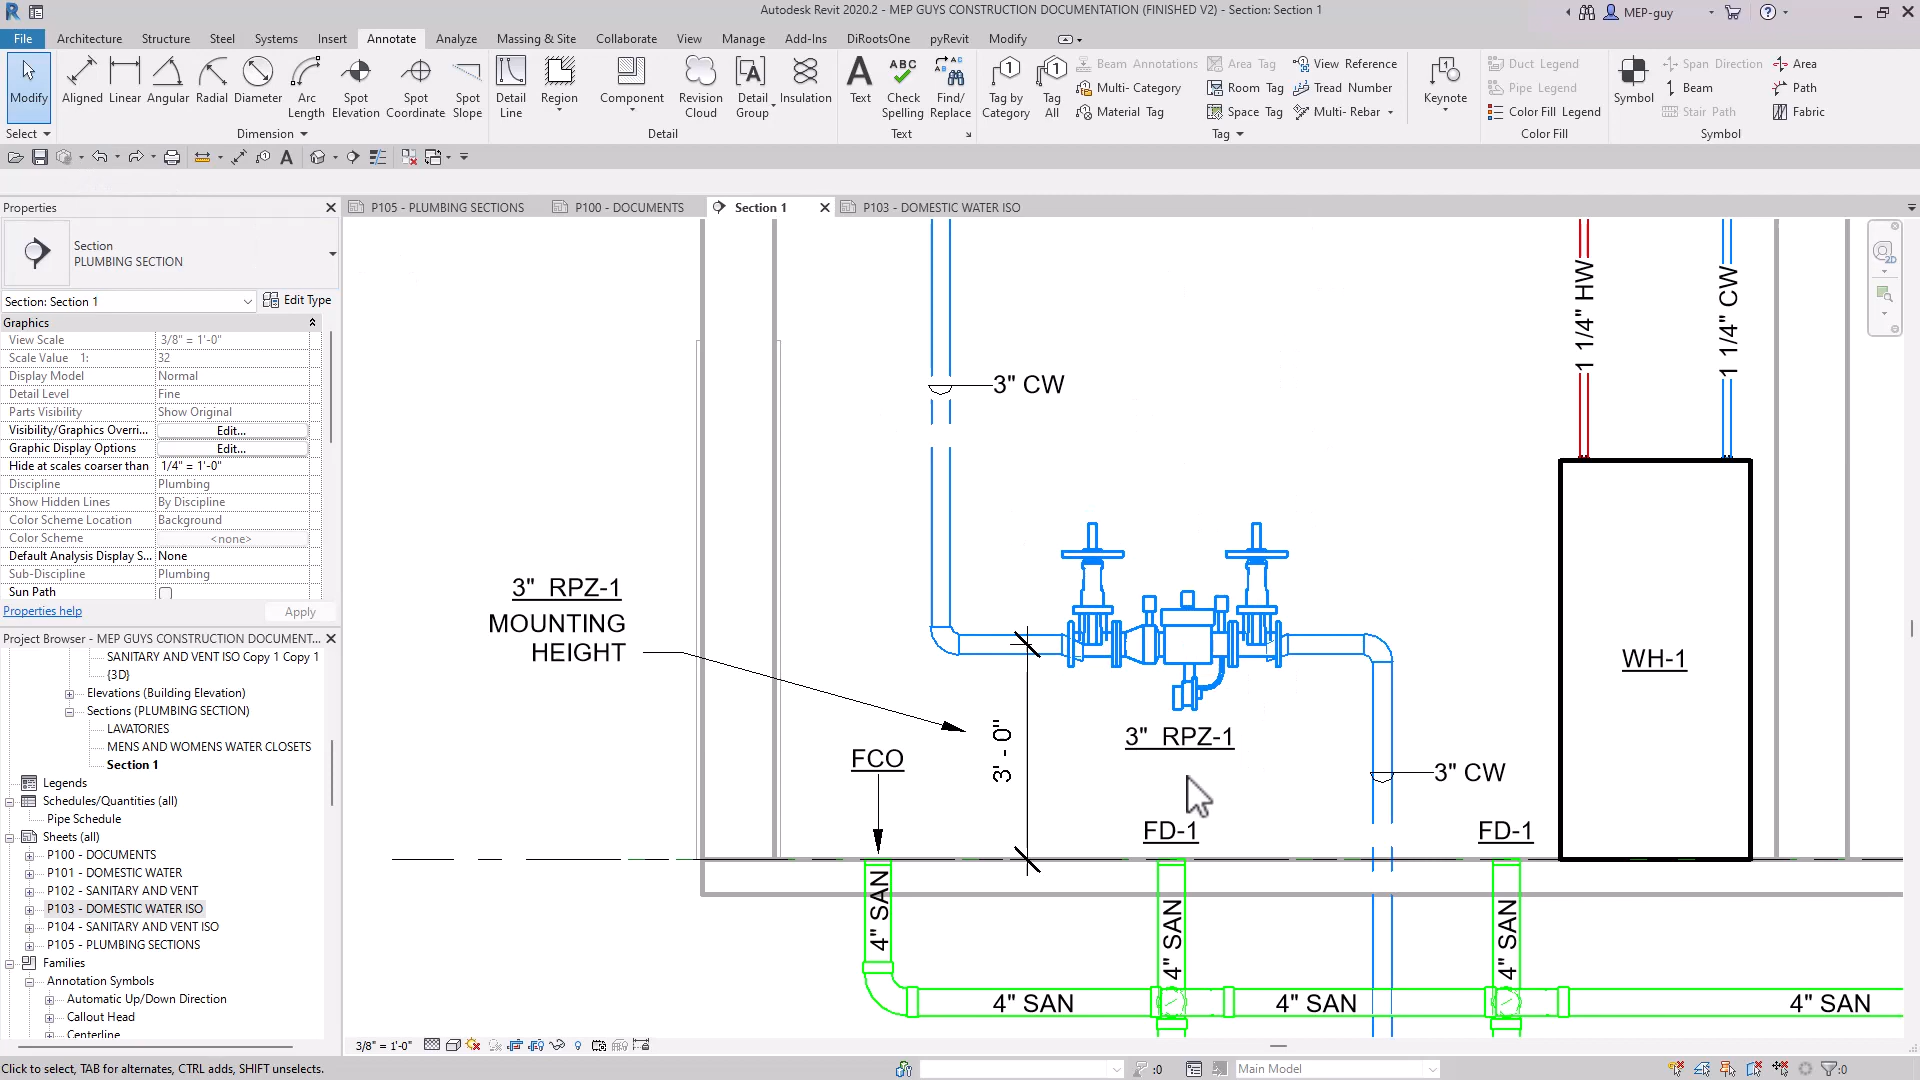 Autodesk Revit 2020.2 - MEP GUYS CONSTRUCTION DOCUMENTATION (FINISHED V2) - Section: Section 1
MEP-guy
File Architecture Structure Steel Systems Insert Annotate Analyze Massing & Site Collaborate View Manage Add-Ins DiRootsOne pyRevit Modify
Modify
Aligned Linear Angular Radial Diameter Arc Length Spot Elevation Spot Coordinate Spot Slope
Detail Line Region Component Revision Cloud Detail Group Insulation
Text Check Spelling Find/ Replace
Tag by Category Tag All
Beam Annotations Area Tag View Reference
Multi- Category Room Tag Tread Number
Material Tag Space Tag Multi- Rebar
Keynote
Duct Legend
Pipe Legend
Color Fill Legend
Symbol
Span Direction Area
Beam Path
Stair Path Fabric
Select Dimension Detail Text Tag Color Fill Symbol
Properties
P105 - PLUMBING SECTIONS P100 - DOCUMENTS Section 1 P103 - DOMESTIC WATER ISO
Section
PLUMBING SECTION
Section: Section 1 Edit Type
Graphics
View Scale 3/8" = 1'-0"
Scale Value 1: 32
Display Model Normal
Detail Level Fine
Parts Visibility Show Original
Visibility/Graphics Overri... Edit...
Graphic Display Options Edit...
Hide at scales coarser than 1/4" = 1'-0"
Discipline Plumbing
Show Hidden Lines By Discipline
Color Scheme Location Background
Color Scheme <none>
Default Analysis Display S... None
Sub-Discipline Plumbing
Sun Path
Properties help Apply
Project Browser - MEP GUYS CONSTRUCTION DOCUMENT...
SANITARY AND VENT ISO Copy 1 Copy 1
{3D}
Elevations (Building Elevation)
Sections (PLUMBING SECTION)
LAVATORIES
MENS AND WOMENS WATER CLOSETS
Section 1
Legends
Schedules/Quantities (all)
Pipe Schedule
Sheets (all)
P100 - DOCUMENTS
P101 - DOMESTIC WATER
P102 - SANITARY AND VENT
P103 - DOMESTIC WATER ISO
P104 - SANITARY AND VENT ISO
P105 - PLUMBING SECTIONS
Families
Annotation Symbols
Automatic Up/Down Direction
Callout Head
Centerline
1 1/4" HW
1 1/4" CW
3" CW
3" RPZ-1
MOUNTING
HEIGHT
WH-1
3' - 0"
3" RPZ-1
FCO
3" CW
FD-1
FD-1
4" SAN
4" SAN
4" SAN
4" SAN
4" SAN
4" SAN
3/8" = 1'-0"
Click to select, TAB for alternates, CTRL adds, SHIFT unselects.
:0
Main Model
:0